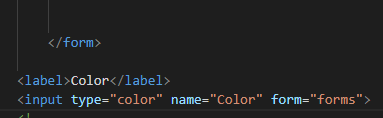 </form>
<label>Color</label>
<input type="color" name="Color" form="forms">